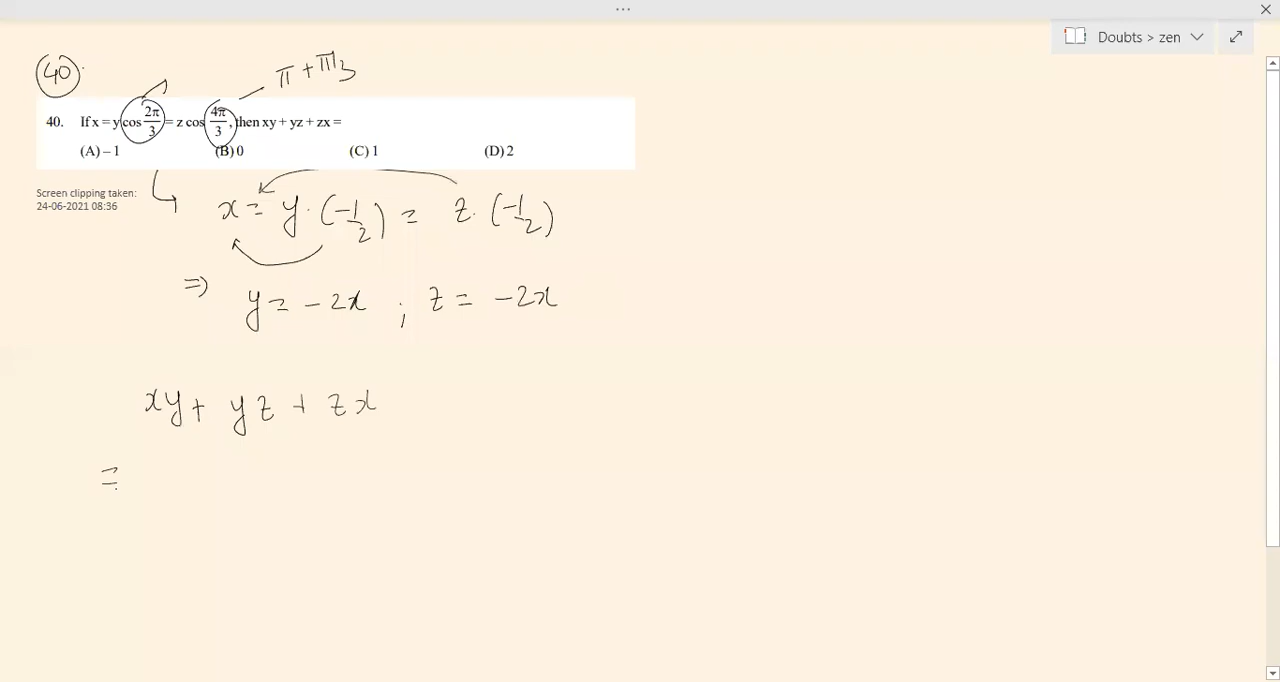 Doubts > zen
40
π + π/3
40. If x = y cos 2π/3 = z cos 4π/3, then xy + yz + zx =
(A) – 1 (B) 0 (C) 1 (D) 2
Screen clipping taken:
24-06-2021 08:36
x = y · (-1/2) = z · (-1/2)
⇒ y = - 2x ; z = - 2x
xy + yz + zx
=